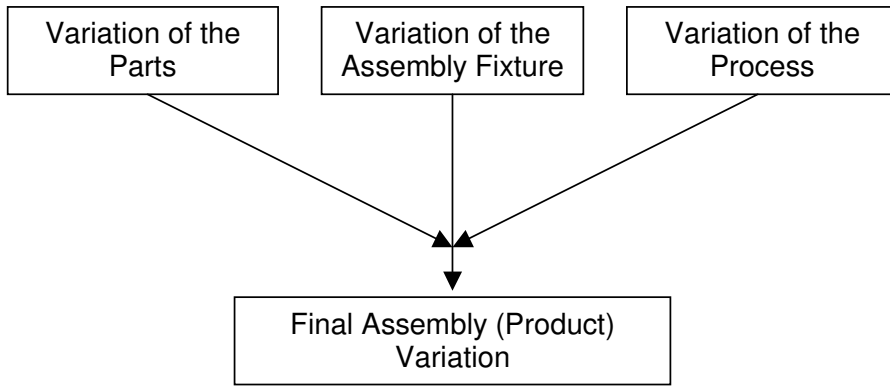 Variation of the
Parts
Variation of the
Assembly Fixture
Variation of the
Process
Final Assembly (Product)
Variation